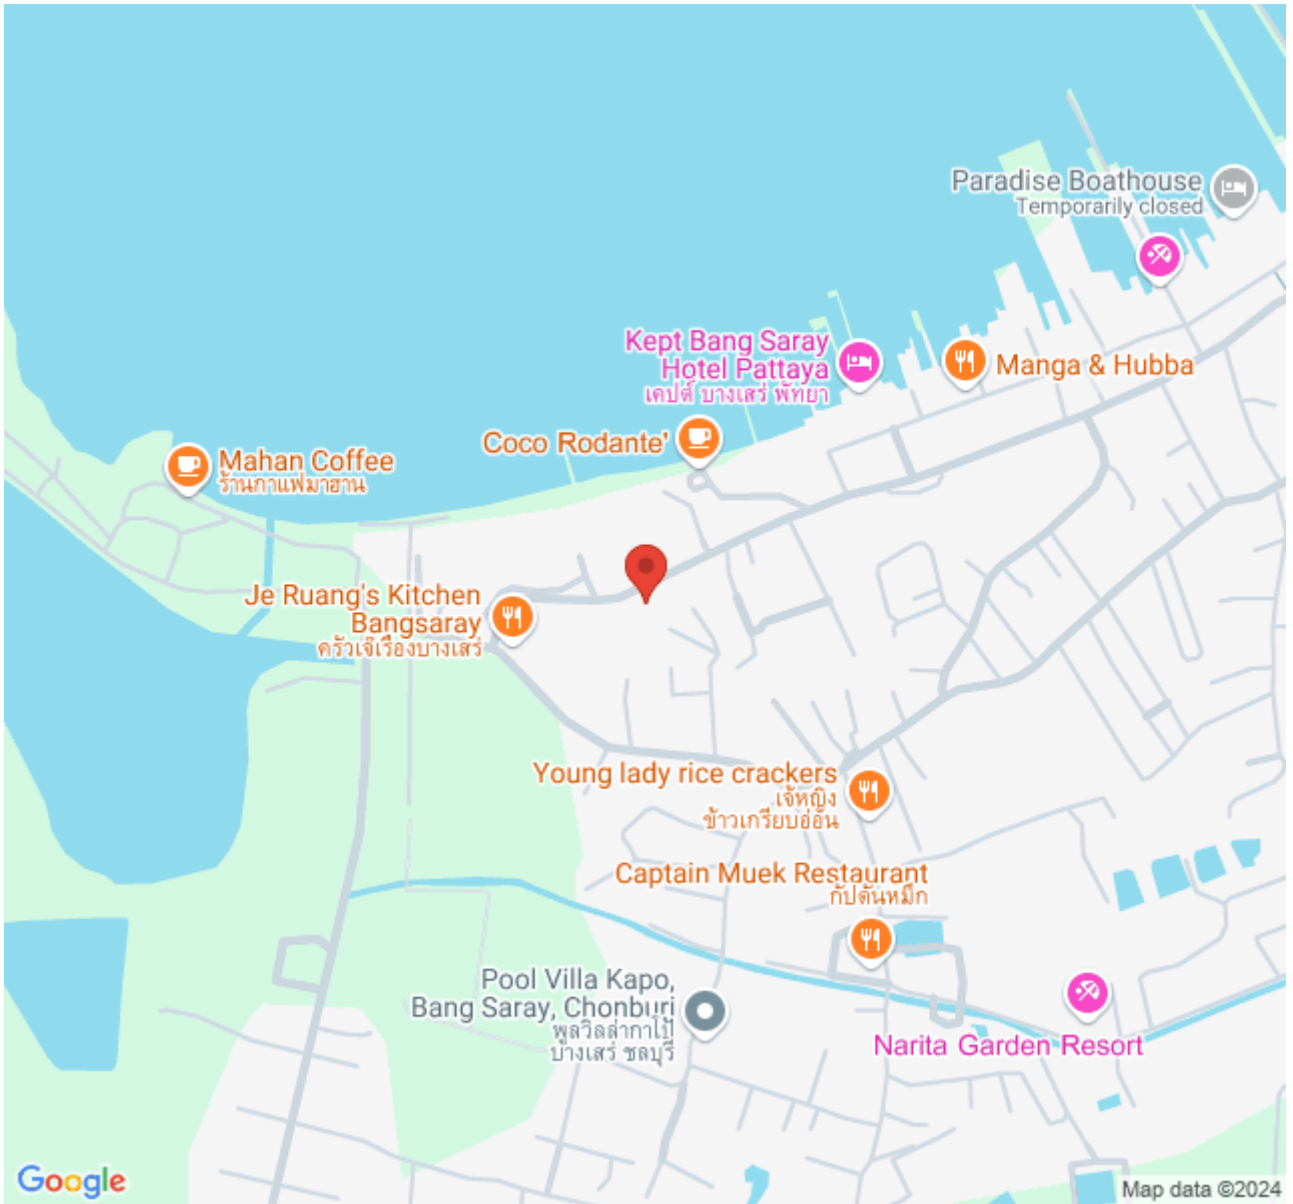 Paradise Boathouse
Temporarily closed
Kept Bang Saray
Hotel Pattaya
เคปต์ บางเสร่ พัทยา
Manga & Hubba
Coco Rodante'
Mahan Coffee
ร้านกาแฟมาฮาน
Je Ruang's Kitchen
Bangsaray
ครัวเจ๊เรืองบางเสร่
Young lady rice crackers
เจ้หญิง
ข้าวเกรียบอ่อน
Captain Muek Restaurant
กัปตันหมึก
Pool Villa Kapo,
Bang Saray, Chonburi
พูลวิลล่ากาโป้
บางเสร่ ชลบุรี
Narita Garden Resort
Google
Map data ©2024